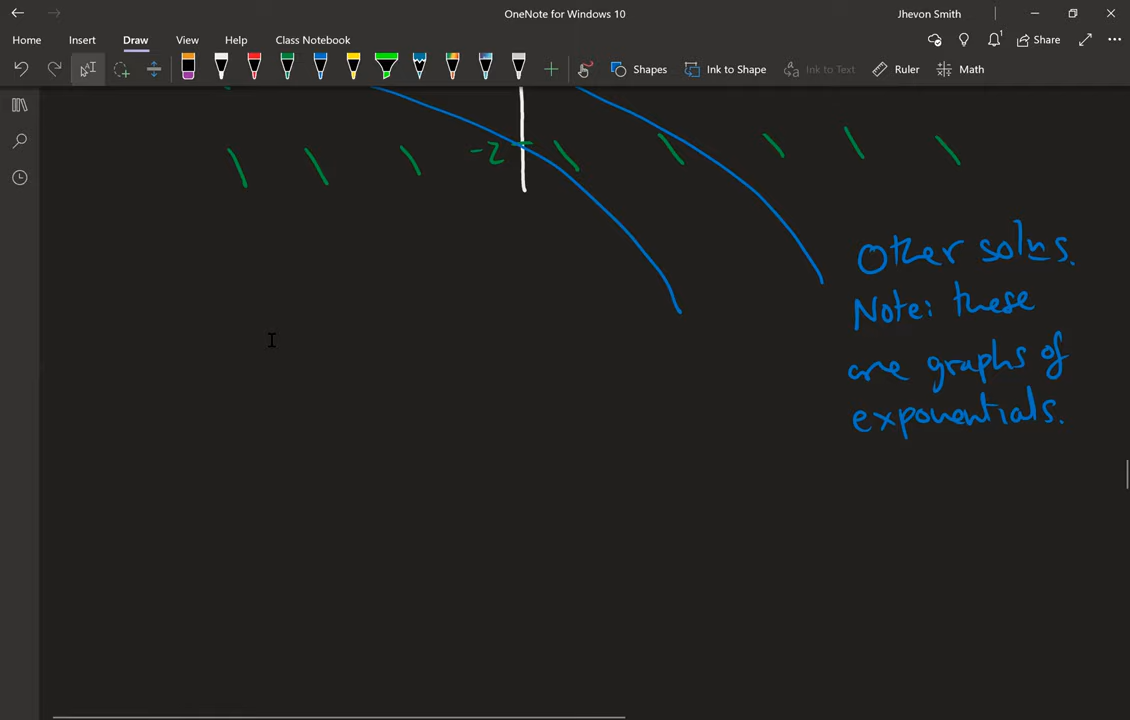 OneNote for Windows 10
Jhevon Smith
Home
Insert
Draw
View
Help
Class Notebook
1
Share
Shapes
Ink to Shape
Ink to Text
Ruler
Math
-2
Other solns.
Note: these
are graphs of
exponentials.